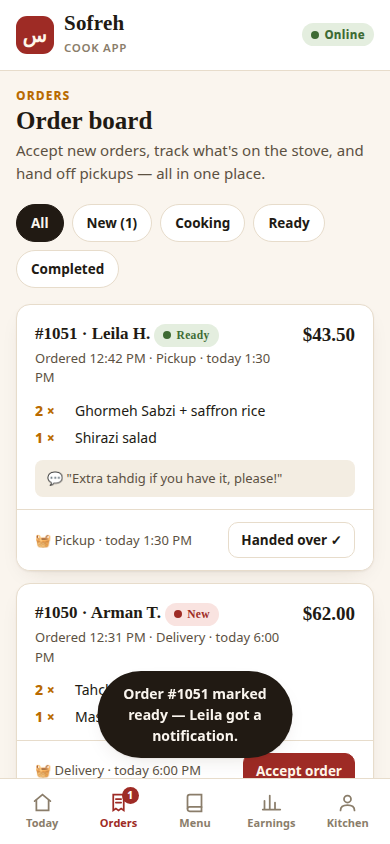 س
Sofreh
COOK APP
Online
ORDERS
Order board
Accept new orders, track what's on the stove, and
hand off pickups — all in one place.
All
New (1)
Cooking
Ready
Completed
#1051 · Leila H.
Ready
$43.50
Ordered 12:42 PM · Pickup · today 1:30
PM
2 × Ghormeh Sabzi + saffron rice
1 × Shirazi salad
💬 "Extra tahdig if you have it, please!"
🧺 Pickup · today 1:30 PM
Handed over ✓
#1050 · Arman T.
New
$62.00
Ordered 12:31 PM · Delivery · today 6:00
PM
2 ×
1 ×
Order #1051 marked
ready — Leila got a
notification.
🧺 Delivery · today 6:00 PM
Accept order
1
Today
Orders
Menu
Earnings
Kitchen